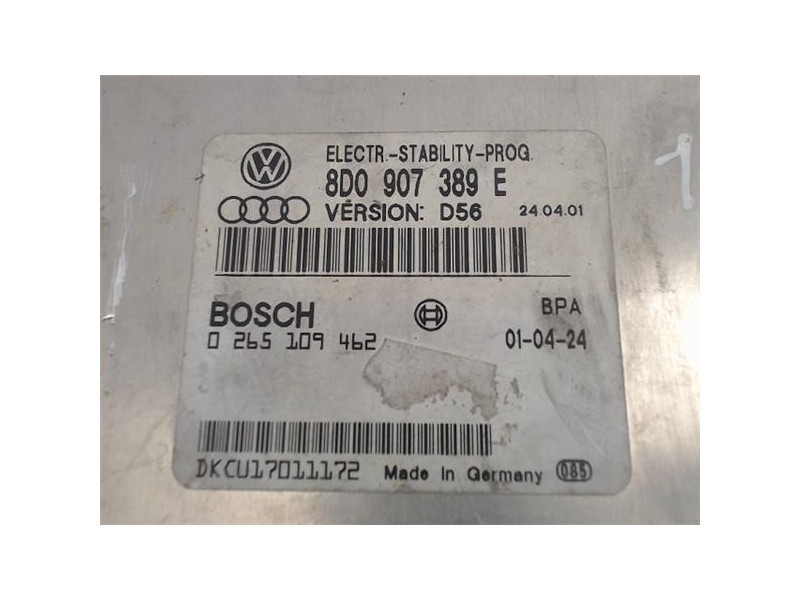 ELECTR.-STABILITY-PROG.
8D0 907 389 E
VERSION: D56 24.04.01
BOSCH BPA
0 265 109 462 01-04-24
DKCU17011172 Made in Germany 085
1